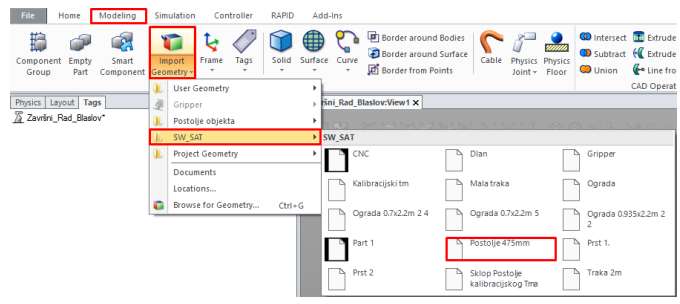 File Home Modeling Simulation Controller RAPID Add-Ins
Component Group
Empty Part
Smart Component
Import Geometry
Frame
Tags
Solid
Surface
Curve
Border around Bodies
Border around Surface
Border from Points
Cable
Physics Joint
Physics Floor
Intersect
Subtract
Union
Extrude
Extrude
Line fro
CAD Operat
Physics Layout Tags
Završni_Rad_Blaslov*
ršni_Rad_Blaslov:View1 X
User Geometry
Gripper
Postolje objekta
SW_SAT
Project Geometry
Documents
Locations...
Browse for Geometry... Ctrl+G
SW_SAT
CNC
Dlan
Gripper
Kalibracijski tm
Mala traka
Ograda
Ograda 0.7x2.2m 2 4
Ograda 0.7x2.2m 5
Ograda 0.935x2.2m 2
2
Part 1
Postolje 475mm
Prst 1.
Prst 2
Sklop Postolje
kalibracijskog Tma
Traka 2m